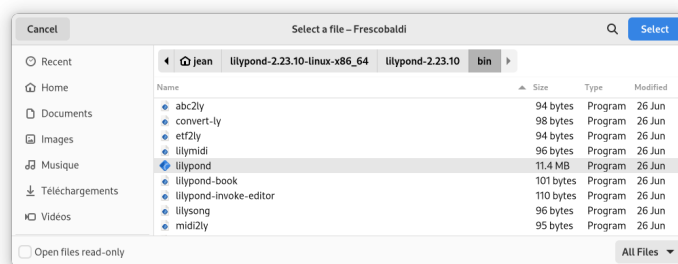 Cancel
Select a file – Frescobaldi
Select
Recent
Home
Documents
Images
Musique
Téléchargements
Vidéos
jean lilypond-2.23.10-linux-x86_64 lilypond-2.23.10 bin
Name Size Type Modified
abc2ly 94 bytes Program 26 Jun
convert-ly 98 bytes Program 26 Jun
etf2ly 94 bytes Program 26 Jun
lilymidi 96 bytes Program 26 Jun
lilypond 11.4 MB Program 26 Jun
lilypond-book 101 bytes Program 26 Jun
lilypond-invoke-editor 110 bytes Program 26 Jun
lilysong 96 bytes Program 26 Jun
midi2ly 95 bytes Program 26 Jun
Open files read-only
All Files